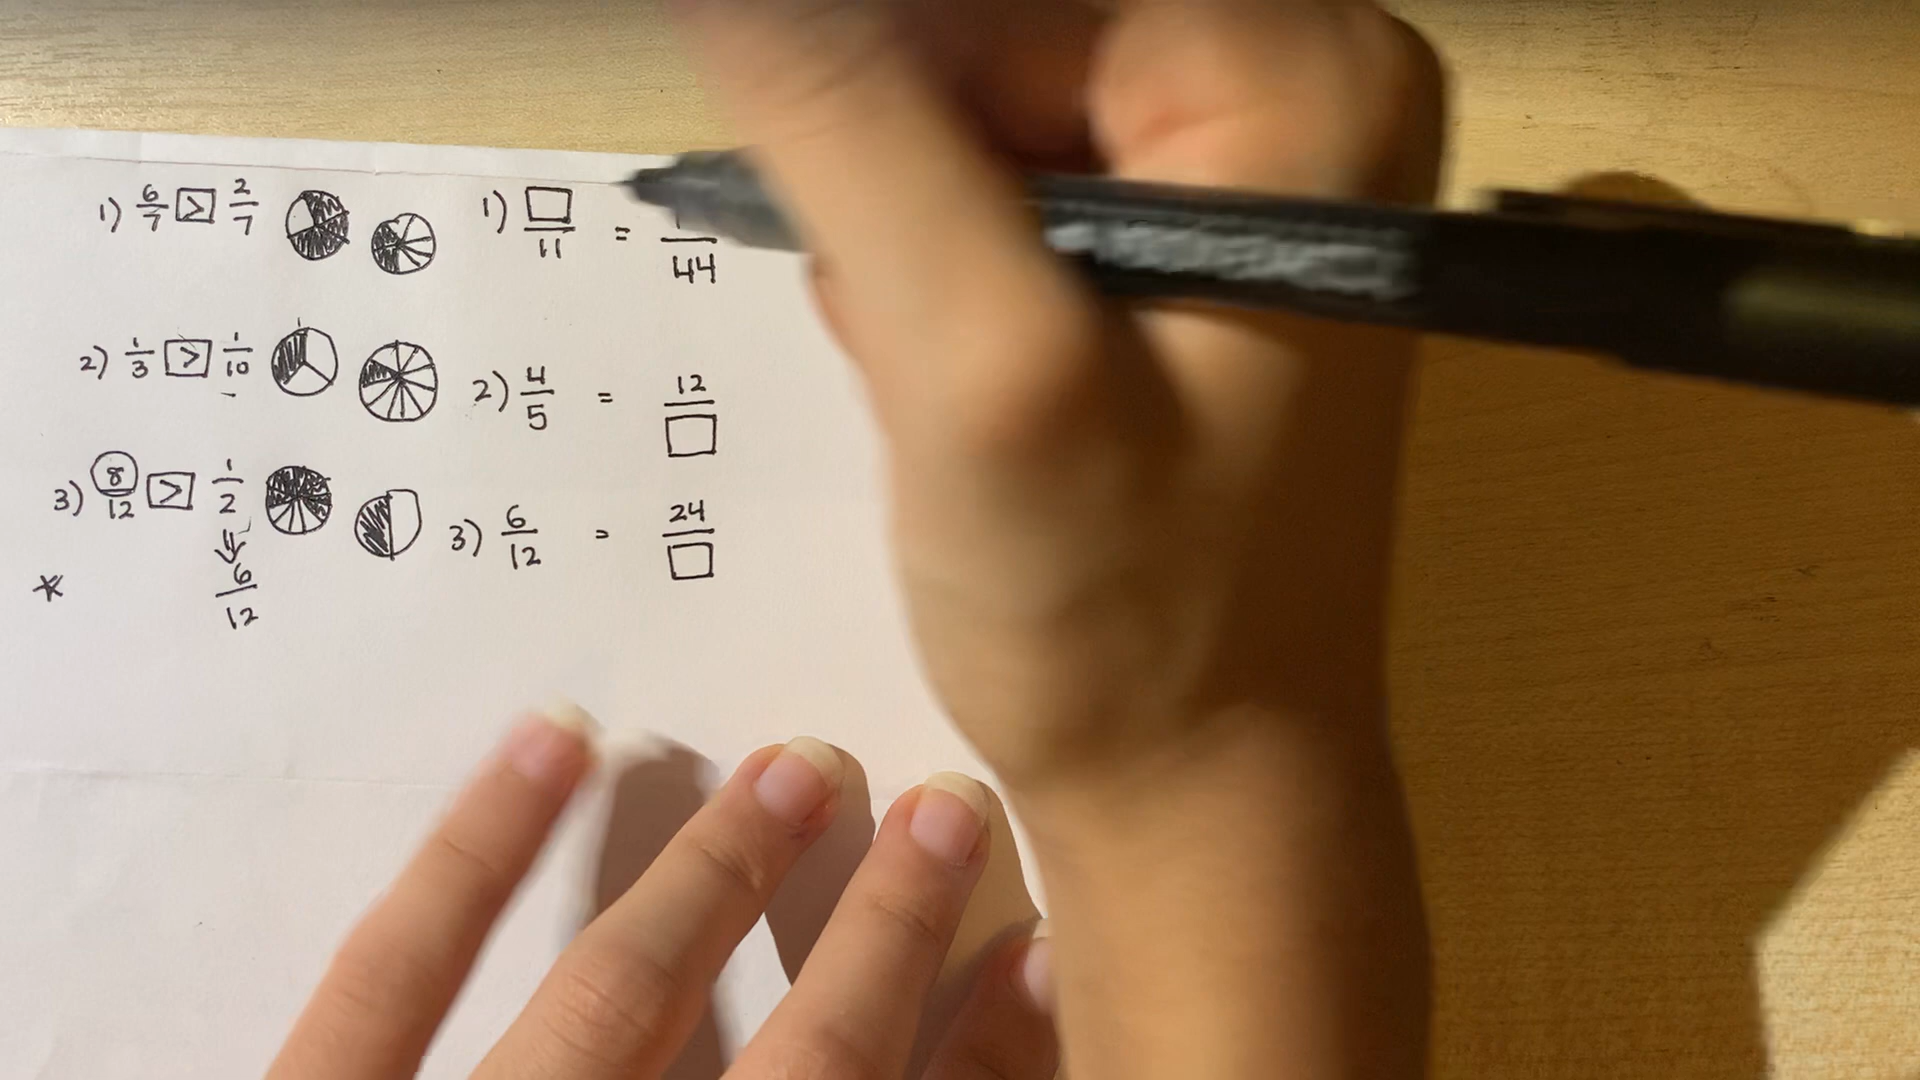 1) 6/7 > 2/7
2) 1/3 > 1/10
3) 8/12 > 1/2
6/12
*
1) □/11 = /44
2) 4/5 = 12/□
3) 6/12 = 24/□